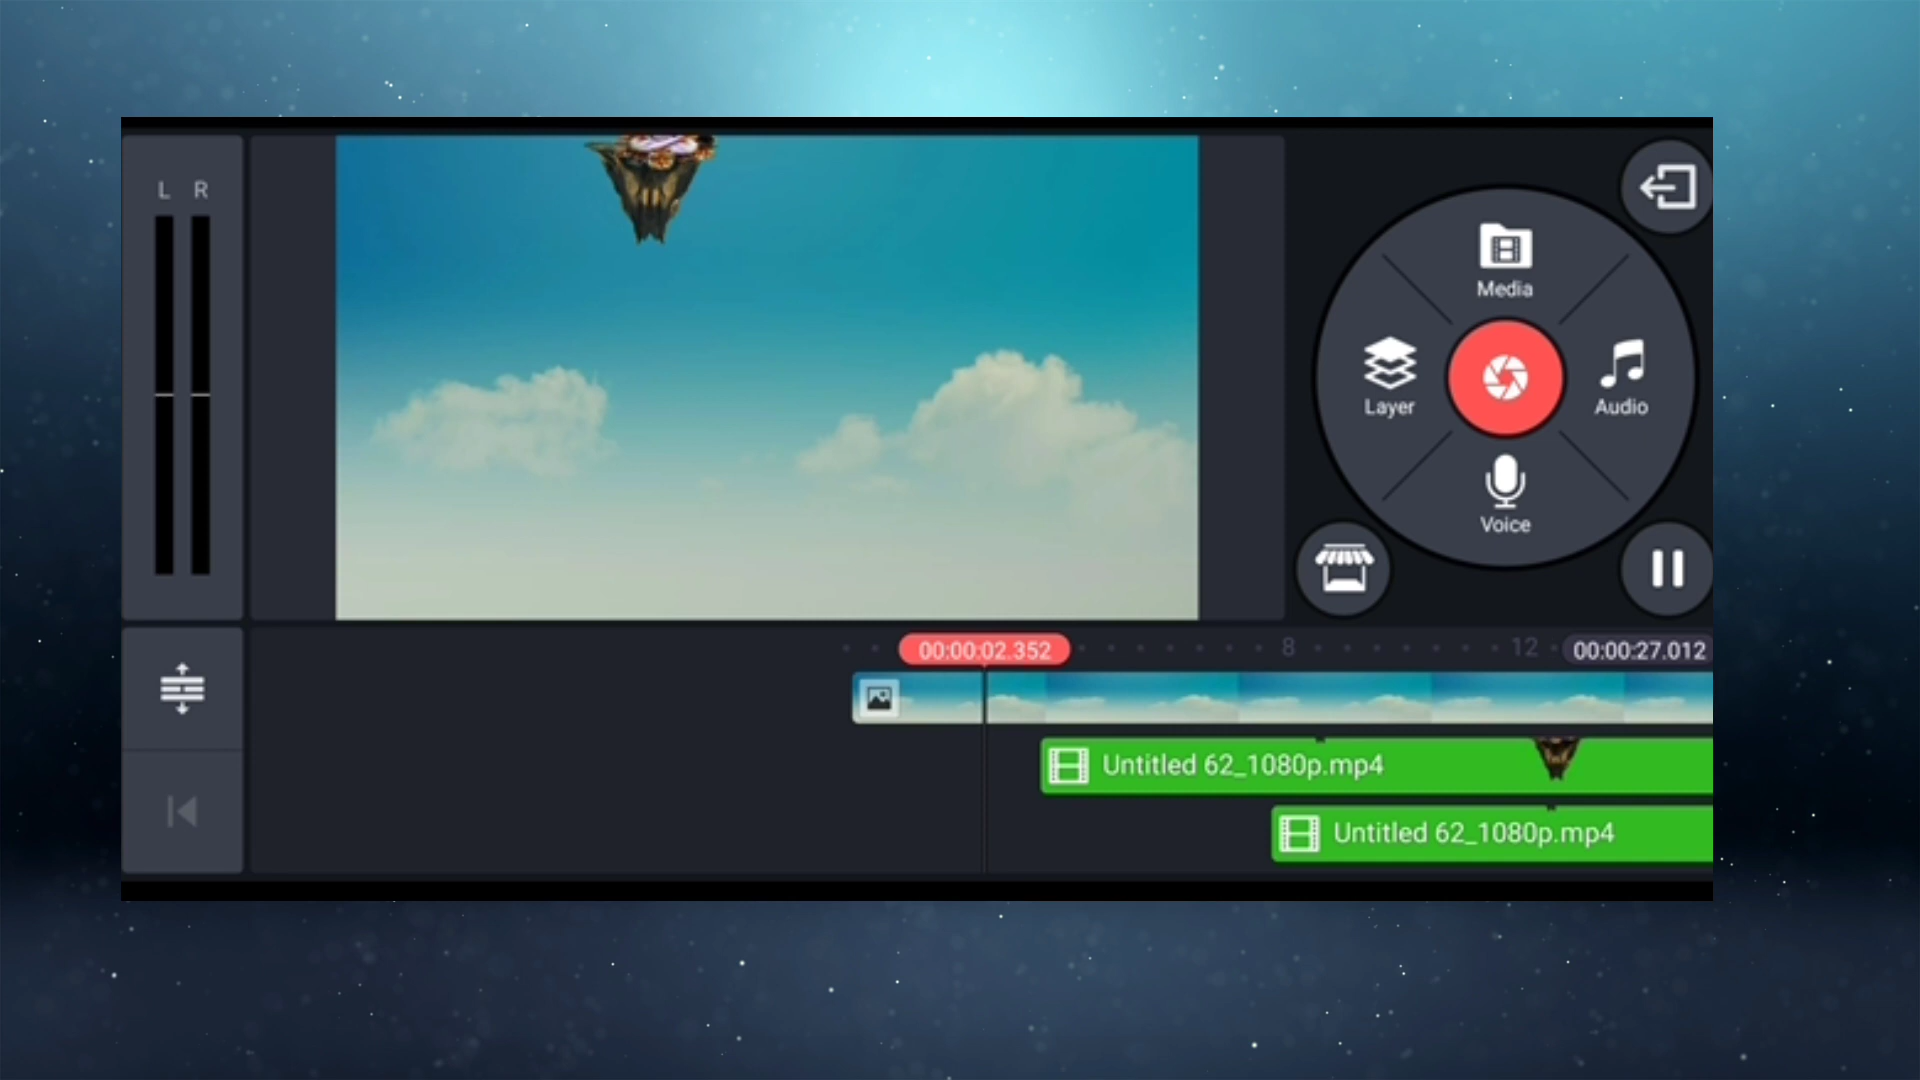 L R
Media
Layer
Audio
Voice
00:00:02.352
8
12
00:00:27.012
Untitled 62_1080p.mp4
Untitled 62_1080p.mp4